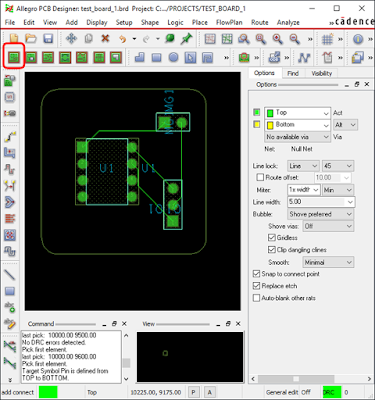 Allegro PCB Designer: test_board_1.brd Project: C:.../PROJECTS/TEST_BOARD_1
File Edit View Add Display Setup Shape Logic Place FlowPlan Route Analyze » cādence
Options Find Visibility
Options
Top Act
Bottom Alt
No available via Via
Net: Null Net
Line lock: Line 45
Route offset: 10.00
Miter: 1x width Min
Line width: 5.00
Bubble: Shove preferred
Shove vias: Off
Gridless
Clip dangling clines
Smooth: Minimal
Snap to connect point
Replace etch
Auto-blank other rats
U1 U1
Command
last pick: 10000.00 9500.00
No DRC errors detected.
Pick first element.
last pick: 10000.00 9600.00
Pick first element.
Target Symbol Pin is defined from
TOP to BOTTOM.
View
add connect Top 10225.00, 9175.00 P A General edit Off DRC 0